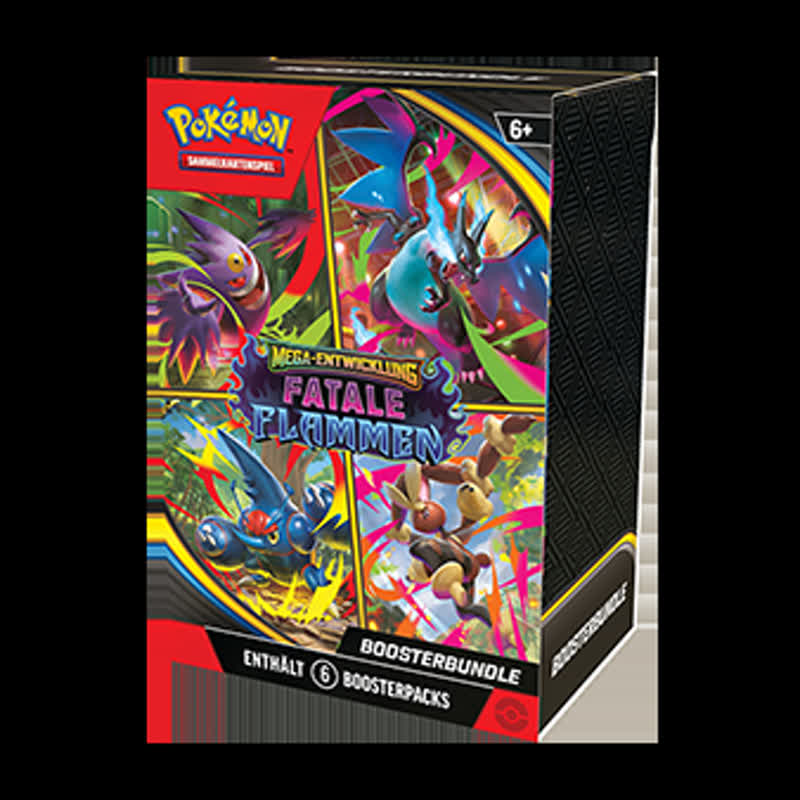 POKéMON
SAMMELKARTENSPIEL
6+
MEGA-ENTWICKLUNG
FATALE
FLAMMEN
BOOSTERBUNDLE
ENTHÄLT 6 BOOSTERPACKS
BOOSTERBUNDLE